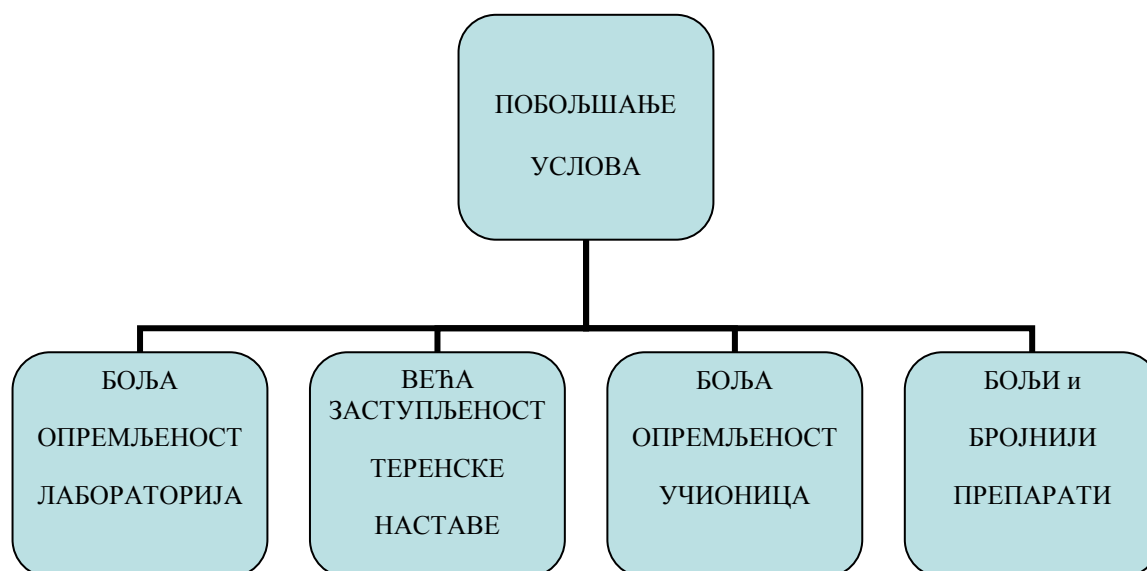 ПОБОЉШАЊЕ
УСЛОВА
БОЉА
ОПРЕМЉЕНОСТ
ЛАБОРАТОРИЈА
ВЕЋА
ЗАСТУПЉЕНОСТ
ТЕРЕНСКЕ
НАСТАВЕ
БОЉА
ОПРЕМЉЕНОСТ
УЧИОНИЦА
БОЉИ и
БРОЈНИЈИ
ПРЕПАРАТИ